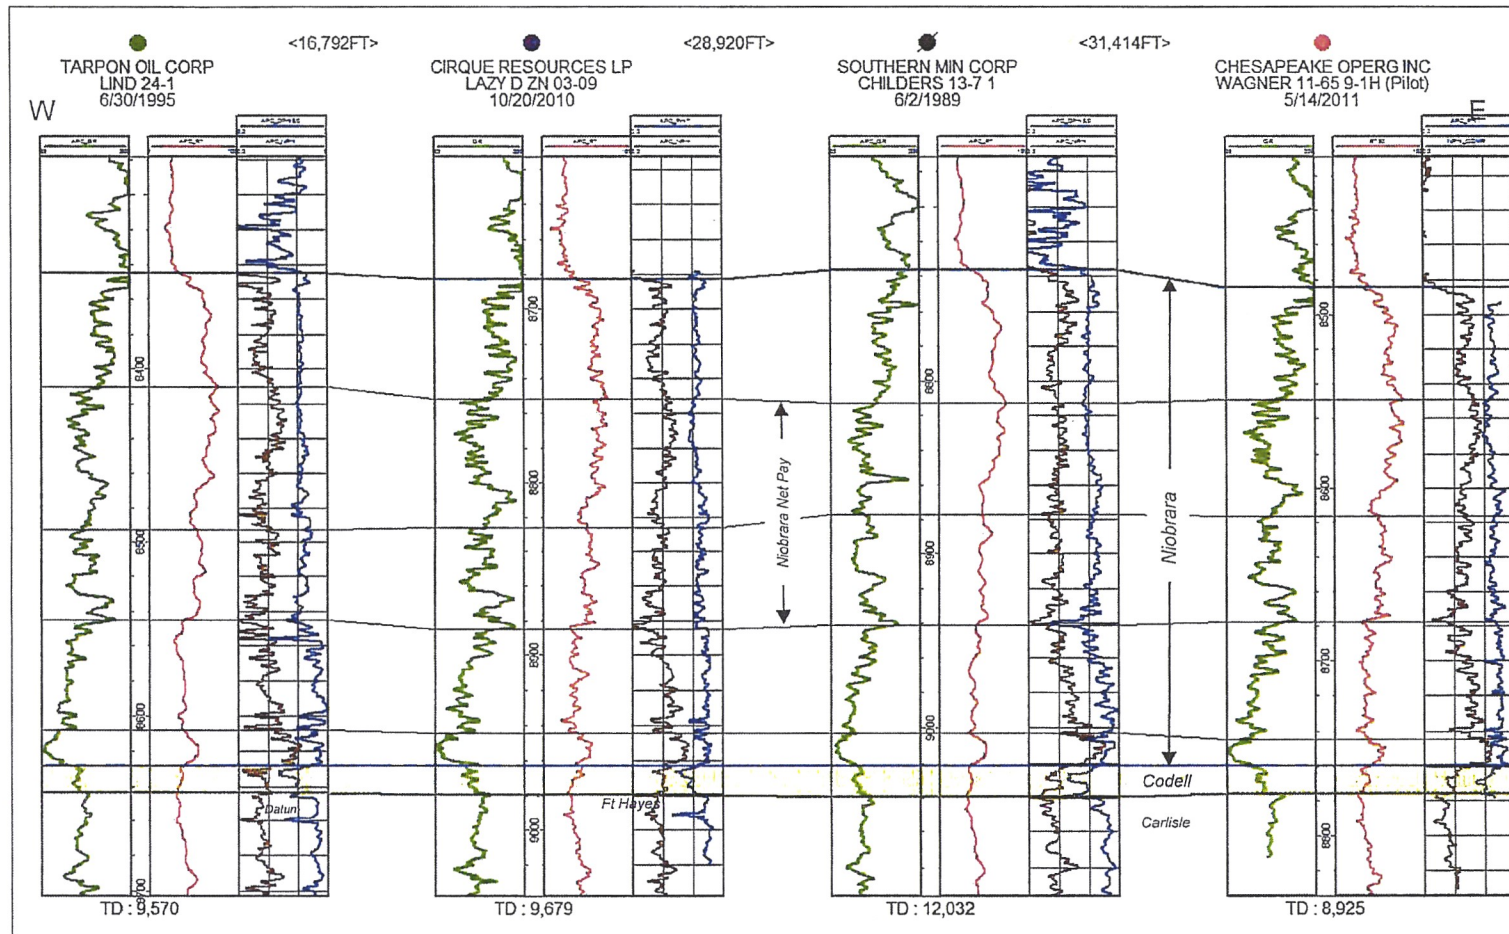 <16,792FT>
<28,920FT>
<31,414FT>
TARPON OIL CORP
LIND 24-1
6/30/1995
CIRQUE RESOURCES LP
LAZY D ZN 03-09
10/20/2010
SOUTHERN MIN CORP
CHILDERS 13-7 1
6/2/1989
CHESAPEAKE OPERG INC
WAGNER 11-65 9-1H (Pilot)
5/14/2011
W
E
GR
GR
8400
8500
8600
8700
8700
8800
8900
9000
8800
8900
9000
8500
8600
8700
8800
Niobrara Net Pay
Niobrara
Codell
Carlisle
Datun
Ft Hayes
TD : 9,570
TD : 9,679
TD : 12,032
TD : 8,925